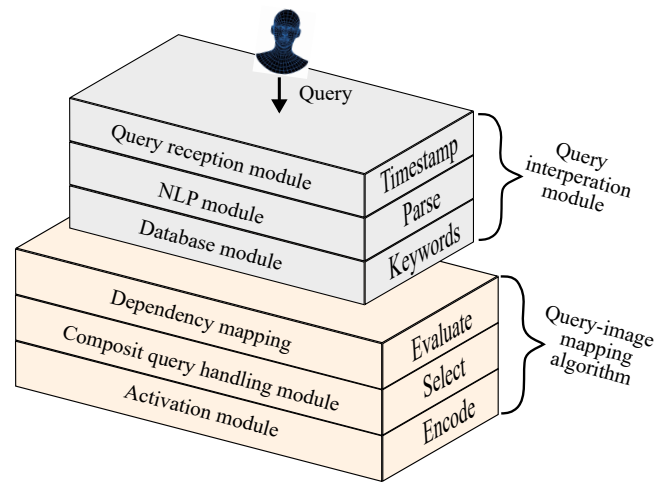 Query
Query reception module
Timestamp
NLP module
Parse
Database module
Keywords
Query
interperation
module
Dependency mapping
Evaluate
Composit query handling module
Select
Activation module
Encode
Query-image
mapping
algorithm